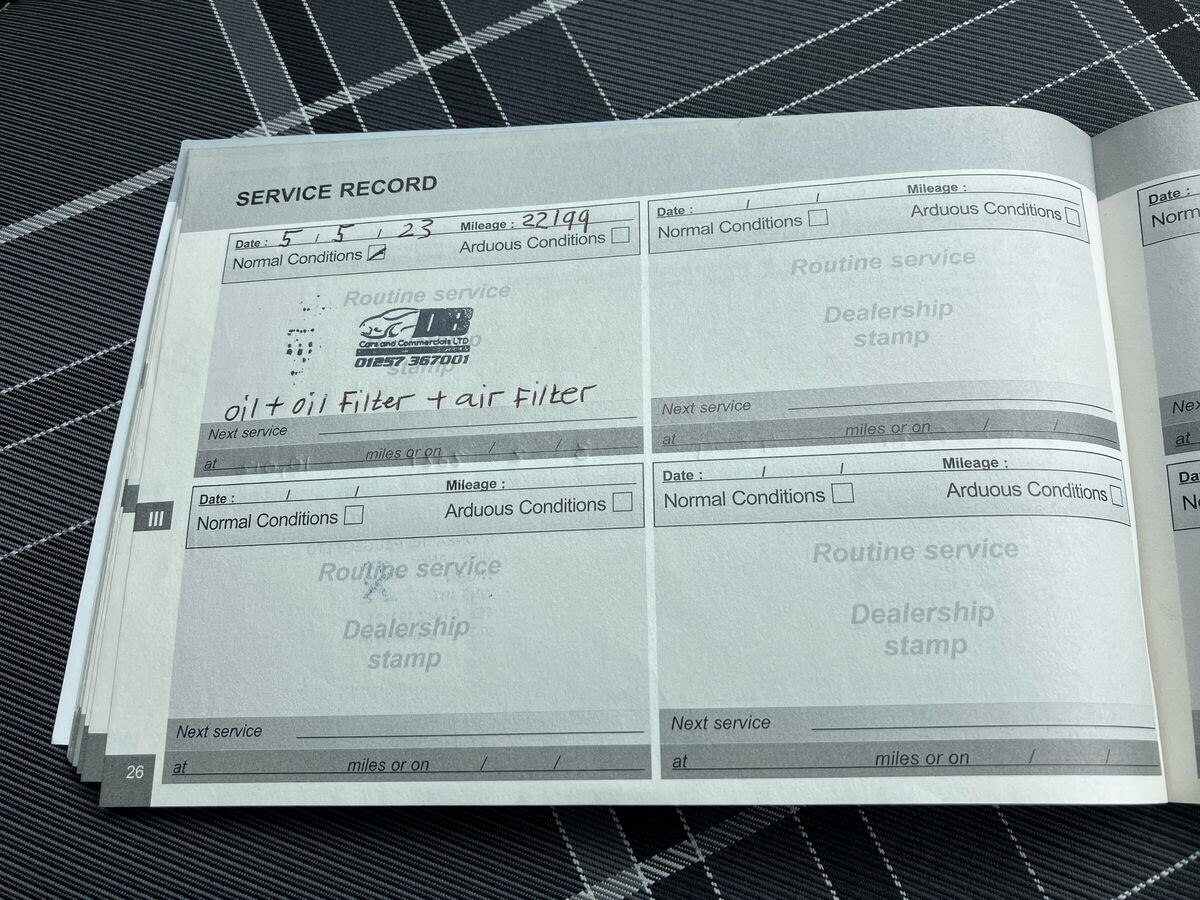 SERVICE RECORD
Date : 5 / 5 / 23 Mileage : 22199
Normal Conditions Arduous Conditions
Routine service
DB
Cars and Commercials LTD
01257 367001
stamp
oil + oil Filter + air Filter
Next service
at miles or on / /
Date : / / Mileage :
Normal Conditions Arduous Conditions
Routine service
Dealership
stamp
Next service
at miles or on / /
Date : / / Mileage :
Normal Conditions Arduous Conditions
Routine service
Dealership
stamp
Next service
at miles or on / /
Date : / / Mileage :
Normal Conditions Arduous Conditions
Routine service
Dealership
stamp
Next service
at miles or on / /
III
26
Date :
Norm
Nex
at
Da
N